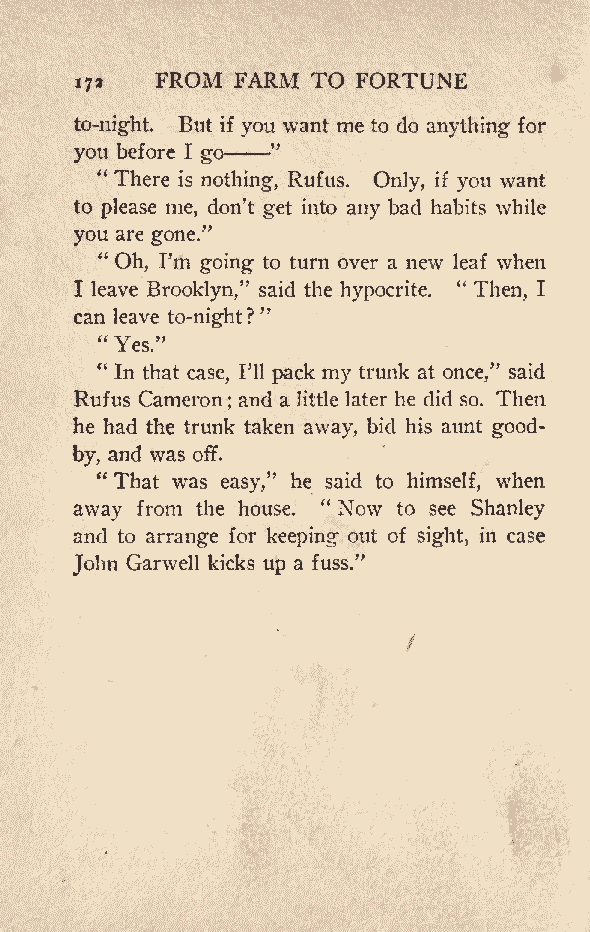 172 FROM FARM TO FORTUNE
to-night. But if you want me to do anything for
you before I go——"
" There is nothing, Rufus. Only, if you want
to please me, don't get into any bad habits while
you are gone."
" Oh, I'm going to turn over a new leaf when
I leave Brooklyn," said the hypocrite. " Then, I
can leave to-night? "
" Yes."
" In that case, I'll pack my trunk at once," said
Rufus Cameron; and a little later he did so. Then
he had the trunk taken away, bid his aunt good-
by, and was off.
" That was easy," he said to himself, when
away from the house. " Now to see Shanley
and to arrange for keeping out of sight, in case
John Garwell kicks up a fuss."